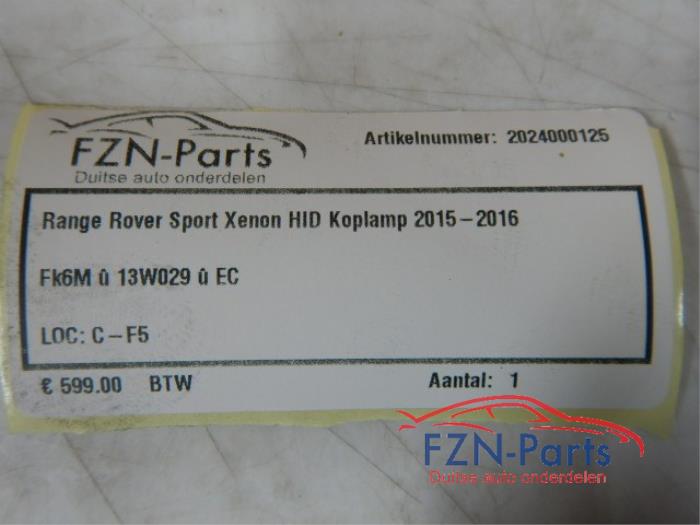 FZN-Parts
Duitse auto onderdelen
Artikelnummer: 2024000125
Range Rover Sport Xenon HID Koplamp 2015-2016
Fk6M û 13W029 û EC
LOC: C-F5
€ 599.00 BTW
Aantal: 1
FZN-Parts
Duitse auto onderdelen